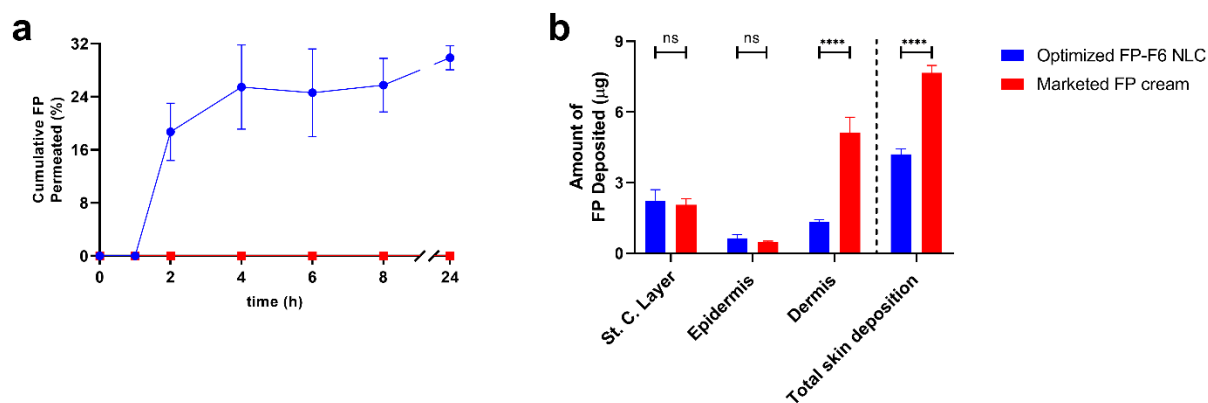 a
Cumulative FP
Permeated (%)
32
24
16
8
0
0
2
4
6
8
24
time (h)
b
Amount of
FP Deposited (µg)
9
6
3
0
ns
ns
****
****
St. C. Layer
Epidermis
Dermis
Total skin deposition
Optimized FP-F6 NLC
Marketed FP cream